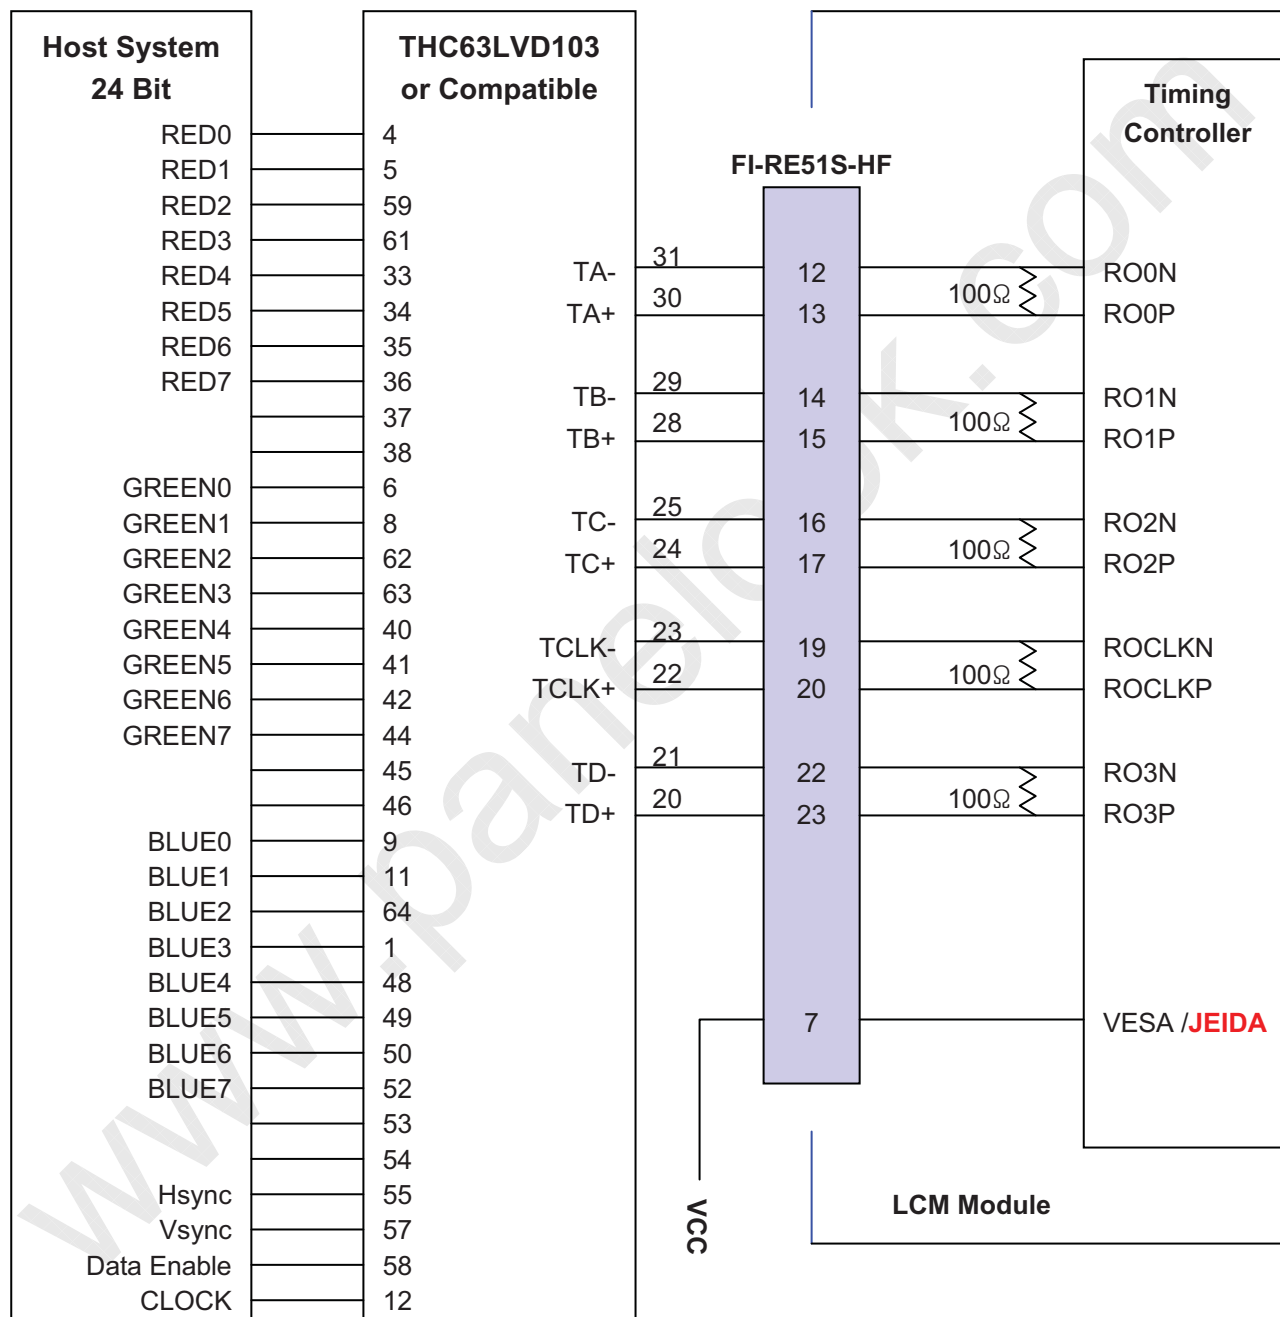 Host System
24 Bit
RED0
RED1
RED2
RED3
RED4
RED5
RED6
RED7
GREEN0
GREEN1
GREEN2
GREEN3
GREEN4
GREEN5
GREEN6
GREEN7
BLUE0
BLUE1
BLUE2
BLUE3
BLUE4
BLUE5
BLUE6
BLUE7
Hsync
Vsync
Data Enable
CLOCK
THC63LVD103
or Compatible
4
5
59
61
33
34
35
36
37
38
6
8
62
63
40
41
42
44
45
46
9
11
64
1
48
49
50
52
53
54
55
57
58
12
TA- 31
TA+ 30
TB- 29
TB+ 28
TC- 25
TC+ 24
TCLK- 23
TCLK+ 22
TD- 21
TD+ 20
FI-RE51S-HF
12
13
14
15
16
17
19
20
22
23
7
VCC
100Ω
100Ω
100Ω
100Ω
100Ω
Timing
Controller
RO0N
RO0P
RO1N
RO1P
RO2N
RO2P
ROCLKN
ROCLKP
RO3N
RO3P
VESA /JEIDA
LCM Module
www.panelook.com